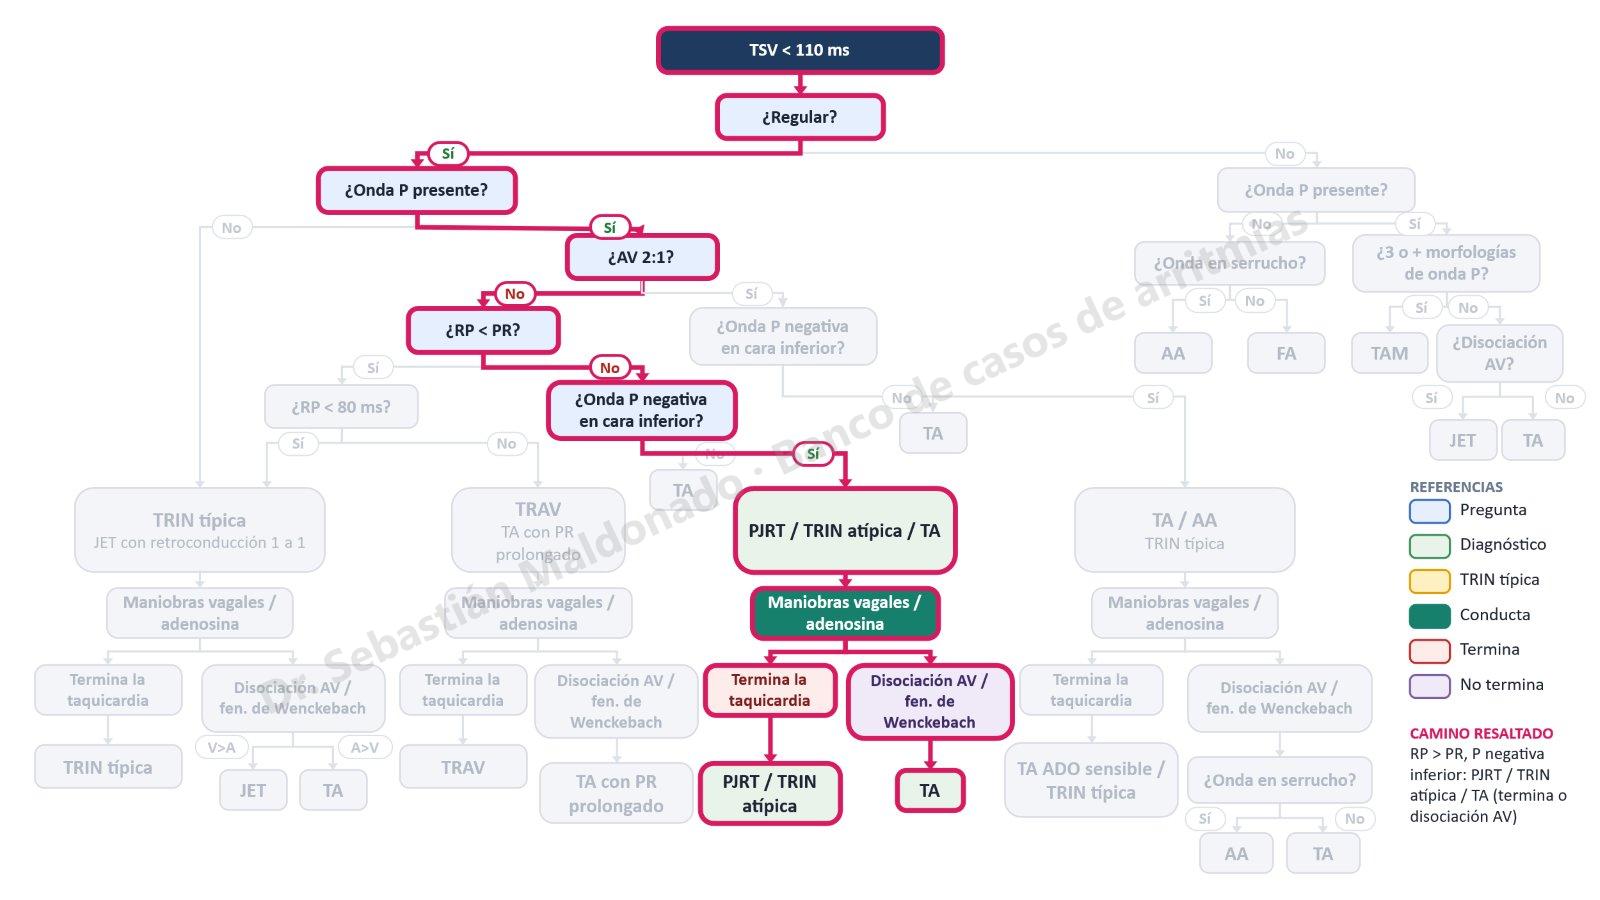 TSV < 110 ms
¿Regular?
Sí
No
¿Onda P presente?
¿Onda P presente?
No
Sí
No
Sí
¿AV 2:1?
¿Onda en serrucho?
¿3 o + morfologías
de onda P?
No
Sí
Sí
No
Sí
No
¿RP < PR?
¿Onda P negativa
en cara inferior?
AA
FA
TAM
¿Disociación
AV?
Sí
No
¿RP < 80 ms?
¿Onda P negativa
en cara inferior?
No
Sí
Sí
No
TA
JET
TA
Sí
No
No
Sí
TA
TRIN típica
JET con retroconducción 1 a 1
TRAV
TA con PR
prolongado
PJRT / TRIN atípica / TA
TA / AA
TRIN típica
Maniobras vagales /
adenosina
Maniobras vagales /
adenosina
Maniobras vagales /
adenosina
Maniobras vagales /
adenosina
Termina la
taquicardia
Disociación AV /
fen. de Wenckebach
Termina la
taquicardia
Disociación AV /
fen. de
Wenckebach
Termina la
taquicardia
Disociación AV /
fen. de
Wenckebach
Termina la
taquicardia
Disociación AV /
fen. de Wenckebach
V>A
A>V
TRIN típica
JET
TA
TRAV
TA con PR
prolongado
PJRT / TRIN
atípica
TA
TA ADO sensible /
TRIN típica
¿Onda en serrucho?
Sí
No
AA
TA
REFERENCIAS
Pregunta
Diagnóstico
TRIN típica
Conducta
Termina
No termina
CAMINO RESALTADO
RP > PR, P negativa
inferior: PJRT / TRIN
atípica / TA (termina o
disociación AV)
Dr. Sebastián Maldonado · Banco de casos de arritmias